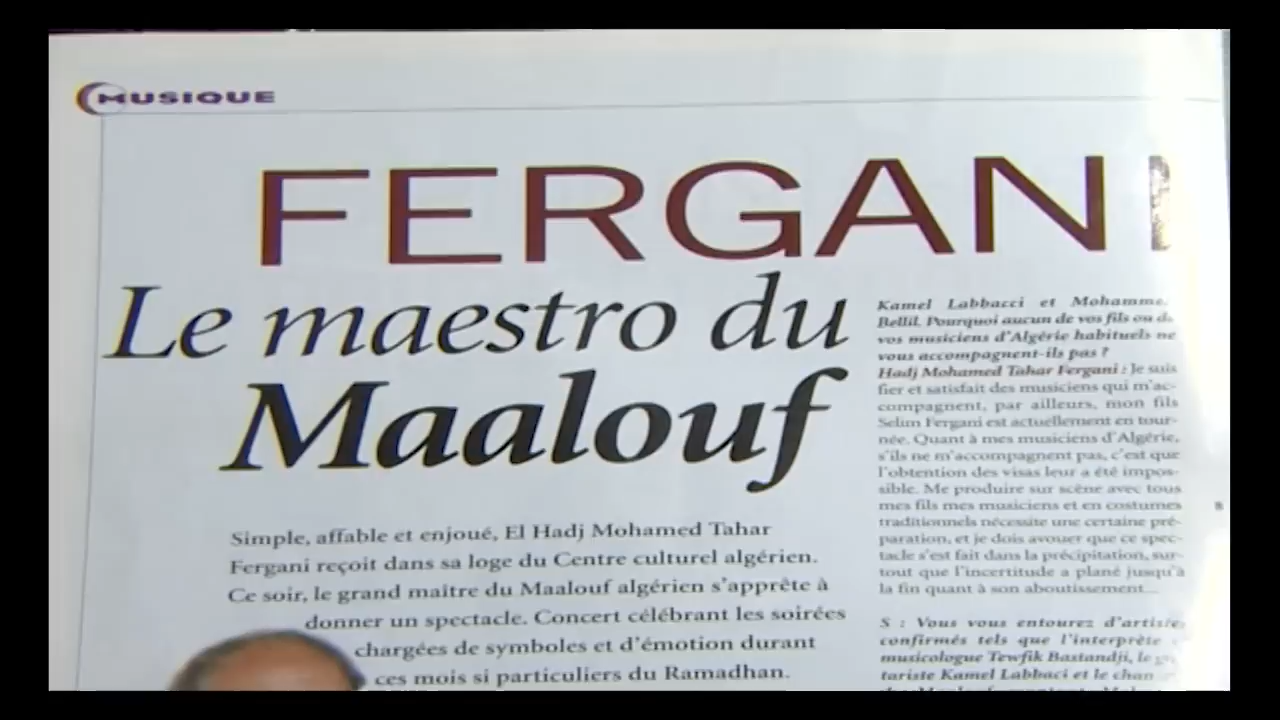 MUSIQUE
FERGANI
Le maestro du
Maalouf
Simple, affable et enjoué, El Hadj Mohamed Tahar
Fergani reçoit dans sa loge du Centre culturel algérien.
Ce soir, le grand maître du Maalouf algérien s'apprête à
donner un spectacle. Concert célébrant les soirées
chargées de symboles et d'émotion durant
ces mois si particuliers du Ramadhan.
Kamel Labbacci et Mohamme
Bellil. Pourquoi aucun de vos fils ou de
vos musiciens d'Algérie habituels ne
vous accompagnent-ils pas ?
Hadj Mohamed Tahar Fergani : Je suis
fier et satisfait des musiciens qui m'ac-
compagnent, par ailleurs, mon fils
Selim Fergani est actuellement en tour-
née. Quant à mes musiciens d'Algérie,
s'ils ne m'accompagnent pas, c'est que
l'obtention des visas leur a été impos-
sible. Me produire sur scène avec tous
mes fils mes musiciens et en costumes
traditionnels nécessite une certaine pré-
paration, et je dois avouer que ce spec-
tacle s'est fait dans la précipitation, sur-
tout que l'incertitude a plané jusqu'à
la fin quant à son aboutissement...
S : Vous vous entourez d'artistes
confirmés tels que l'interprète
musicologue Tewfik Bastandji, le
tariste Kamel Labbaci et le chan